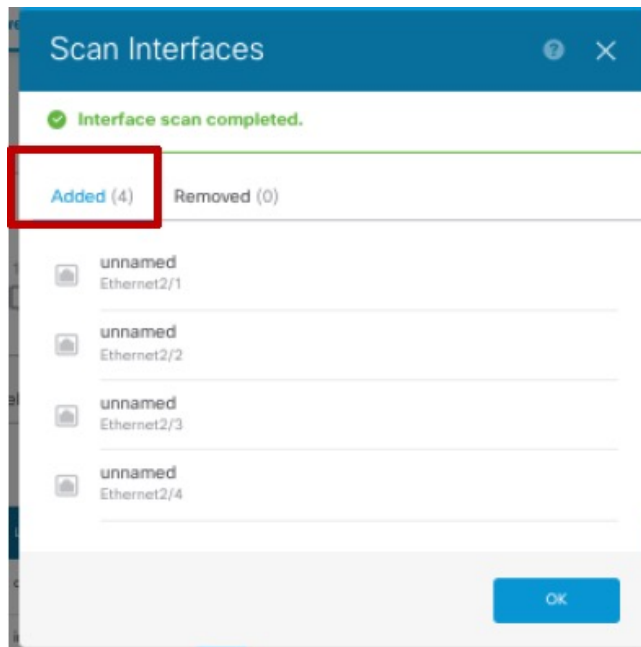 Scan Interfaces
Interface scan completed.
Added (4) Removed (0)
unnamed
Ethernet2/1
unnamed
Ethernet2/2
unnamed
Ethernet2/3
unnamed
Ethernet2/4
OK